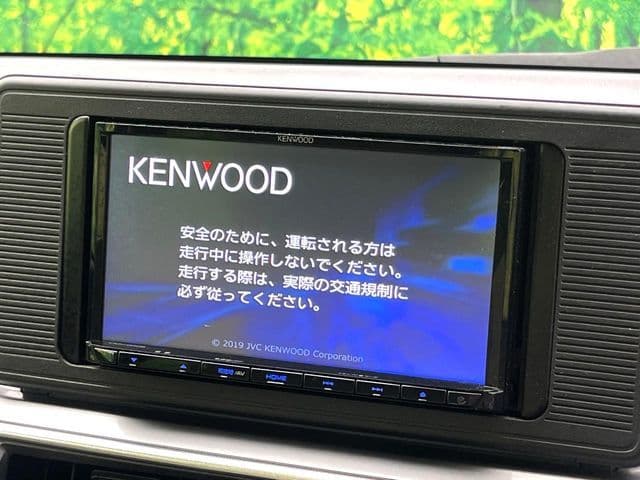 KENWOOD
KENWOOD
安全のために、運転される方は
走行中に操作しないでください。
走行する際は、実際の交通規制に
必ず従ってください。
© 2019 JVC KENWOOD Corporation
HOME